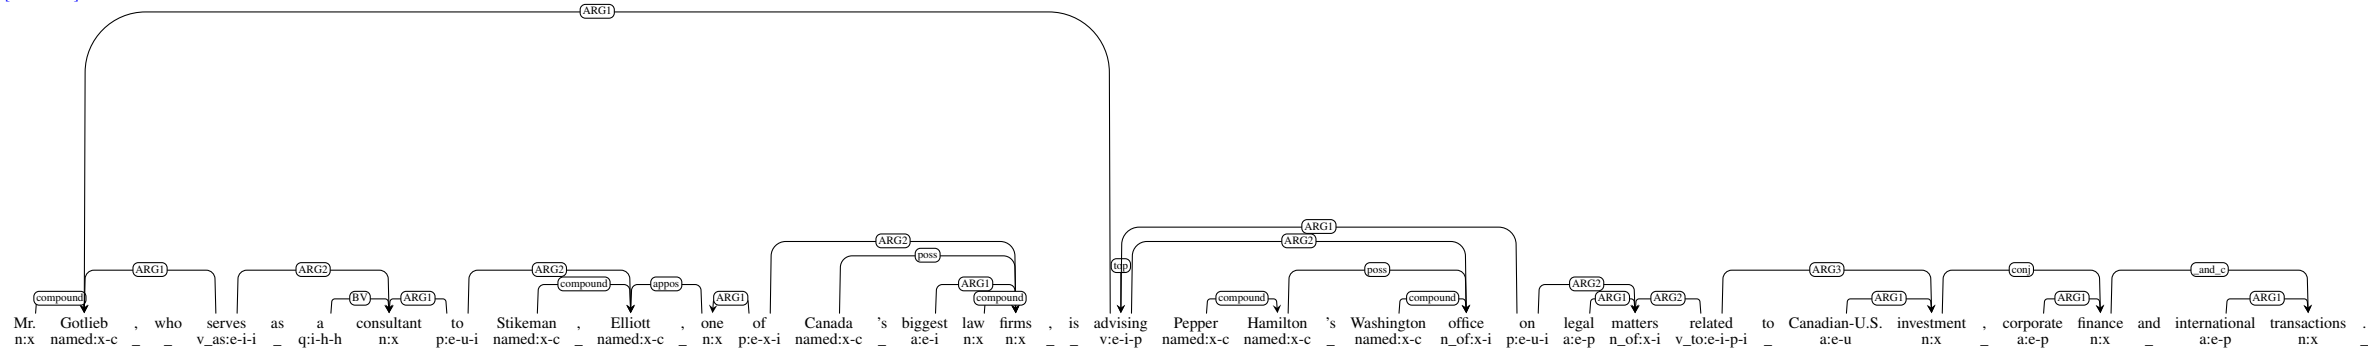 ARG1
ARG1
ARG2 ARG2
poss
top
ARG1 ARG2 ARG2 poss ARG3 conj _and_c
compound appos ARG1 ARG2
compound BV ARG1 ARG1 compound compound compound ARG1 ARG2 ARG1 ARG1 ARG1
Mr. Gotlieb , who serves as a consultant to Stikeman , Elliott , one of Canada 's biggest law firms , is advising Pepper Hamilton 's Washington office on legal matters related to Canadian-U.S. investment , corporate finance and international transactions .
n:x named:x-c _ _ v_as:e-i-i _ q:i-h-h n:x p:e-u-i named:x-c _ named:x-c _ n:x p:e-x-i named:x-c _ a:e-i n:x n:x _ _ v:e-i-p named:x-c named:x-c _ named:x-c n_of:x-i p:e-u-i a:e-p n_of:x-i v_to:e-i-p-i _ a:e-u n:x _ a:e-p n:x _ a:e-p n:x _